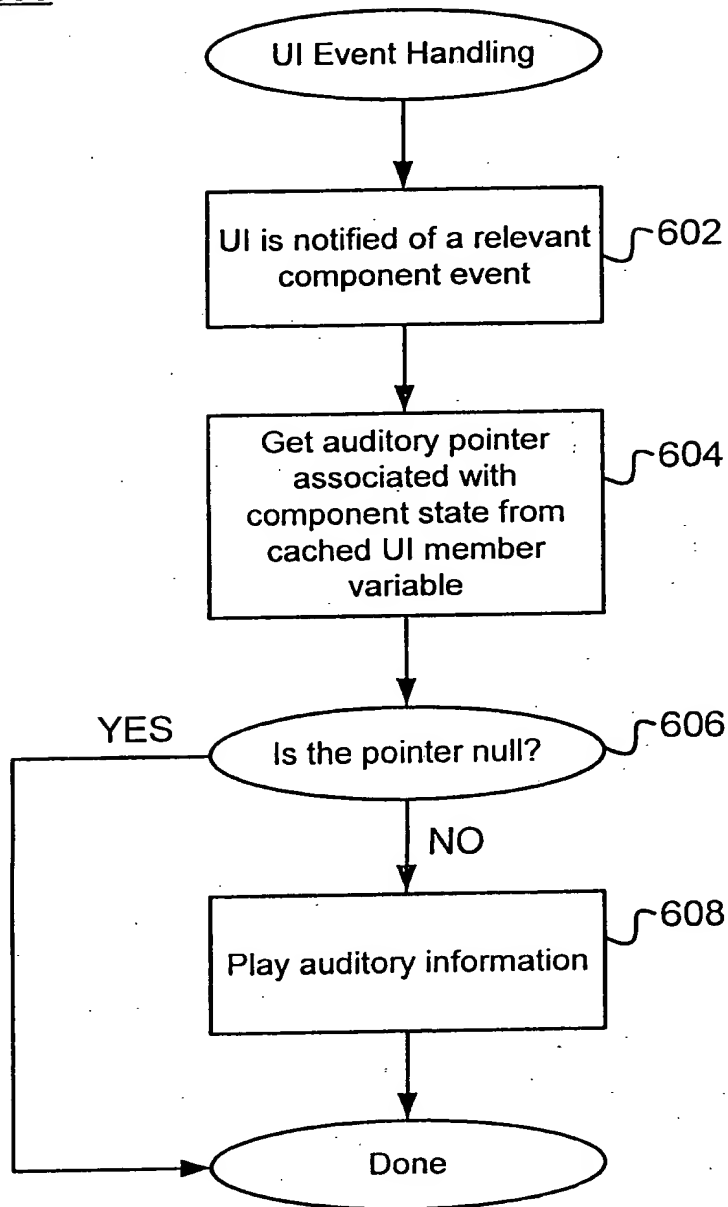 UI Event Handling
UI is notified of a relevant
component event
602
Get auditory pointer
associated with
component state from
cached UI member
variable
604
Is the pointer null?
606
YES
NO
Play auditory information
608
Done